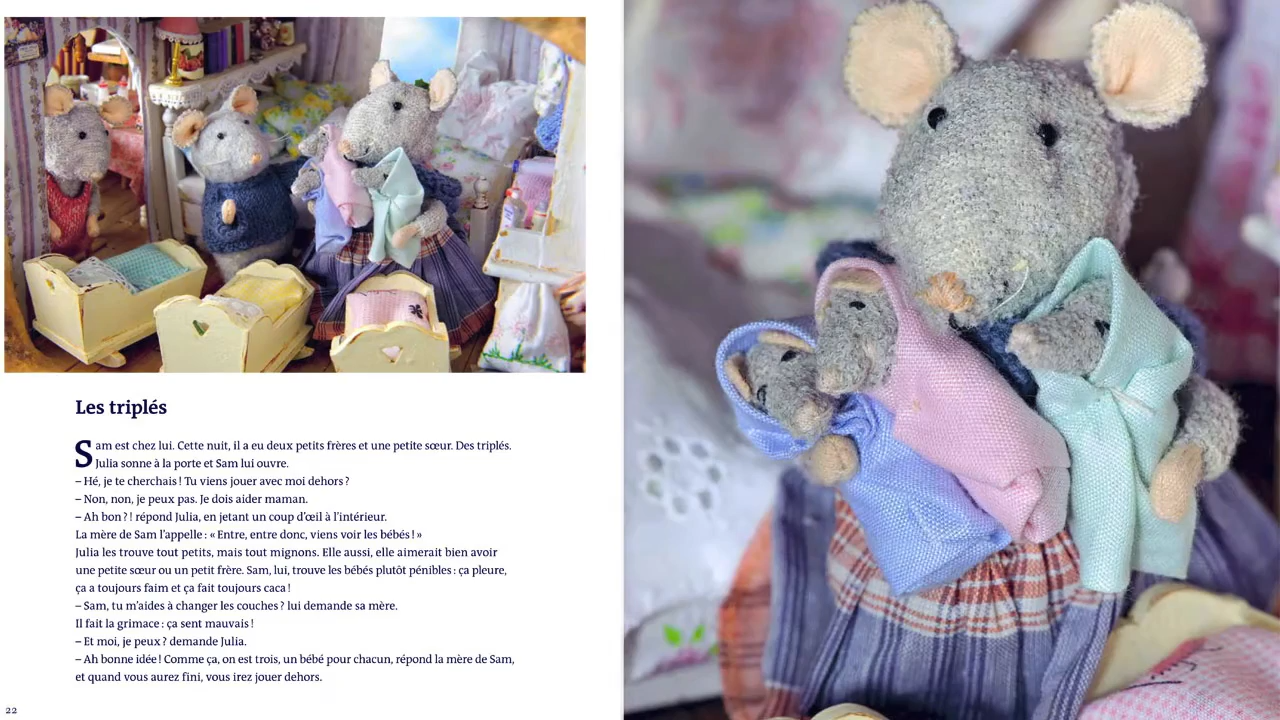 Les triplés
Sam est chez lui. Cette nuit, il a eu deux petits frères et une petite sœur. Des triplés.
Julia sonne à la porte et Sam lui ouvre.
– Hé, je te cherchais ! Tu viens jouer avec moi dehors ?
– Non, non, je peux pas. Je dois aider maman.
– Ah bon ? ! répond Julia, en jetant un coup d’œil à l’intérieur.
La mère de Sam l’appelle : « Entre, entre donc, viens voir les bébés ! »
Julia les trouve tout petits, mais tout mignons. Elle aussi, elle aimerait bien avoir
une petite sœur ou un petit frère. Sam, lui, trouve les bébés plutôt pénibles : ça pleure,
ça a toujours faim et ça fait toujours caca !
– Sam, tu m’aides à changer les couches ? lui demande sa mère.
Il fait la grimace : ça sent mauvais !
– Et moi, je peux ? demande Julia.
– Ah bonne idée ! Comme ça, on est trois, un bébé pour chacun, répond la mère de Sam,
et quand vous aurez fini, vous irez jouer dehors.
22